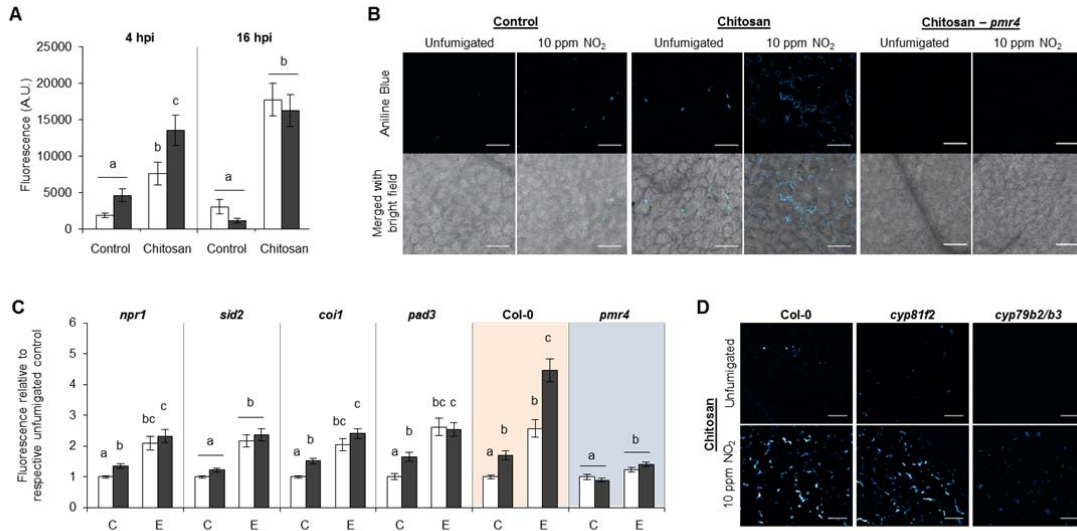 A
4 hpi 16 hpi
25000
20000
15000
10000
5000
0
Fluorescence (A.U.)
a
b
c
a
b
Control Chitosan Control Chitosan
B
Control Chitosan Chitosan – pmr4
Unfumigated 10 ppm NO₂ Unfumigated 10 ppm NO₂ Unfumigated 10 ppm NO₂
Aniline Blue
Merged with
bright field
C
npr1 sid2 coi1 pad3 Col-0 pmr4
Fluorescence relative to
respective unfumigated control
6
5
4
3
2
1
0
a b bc c
a b
a b bc c
a b bc c
a b b c
a b
C E C E C E C E C E C E
D
Col-0 cyp81f2 cyp79b2/b3
Chitosan
Unfumigated
10 ppm NO₂